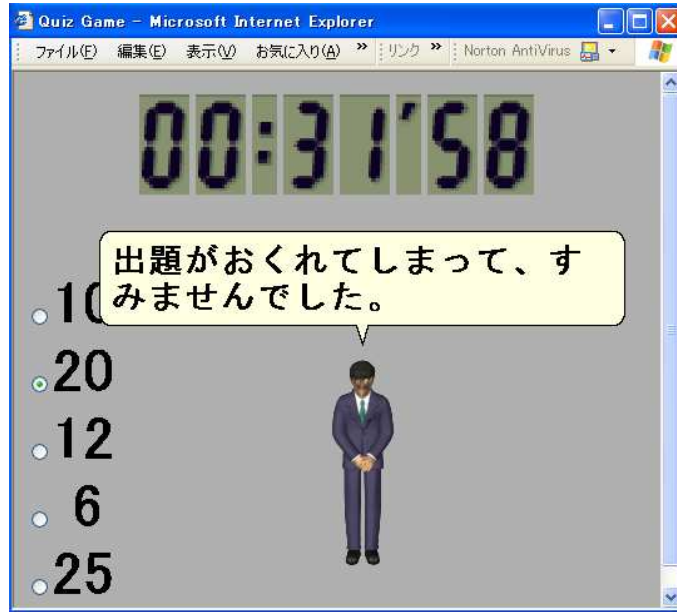 Quiz Game - Microsoft Internet Explorer
ファイル(F) 編集(E) 表示(V) お気に入り(A) » リンク » Norton AntiVirus
00:31'58
出題がおくれてしまって、す
みませんでした。
10
20
12
6
25